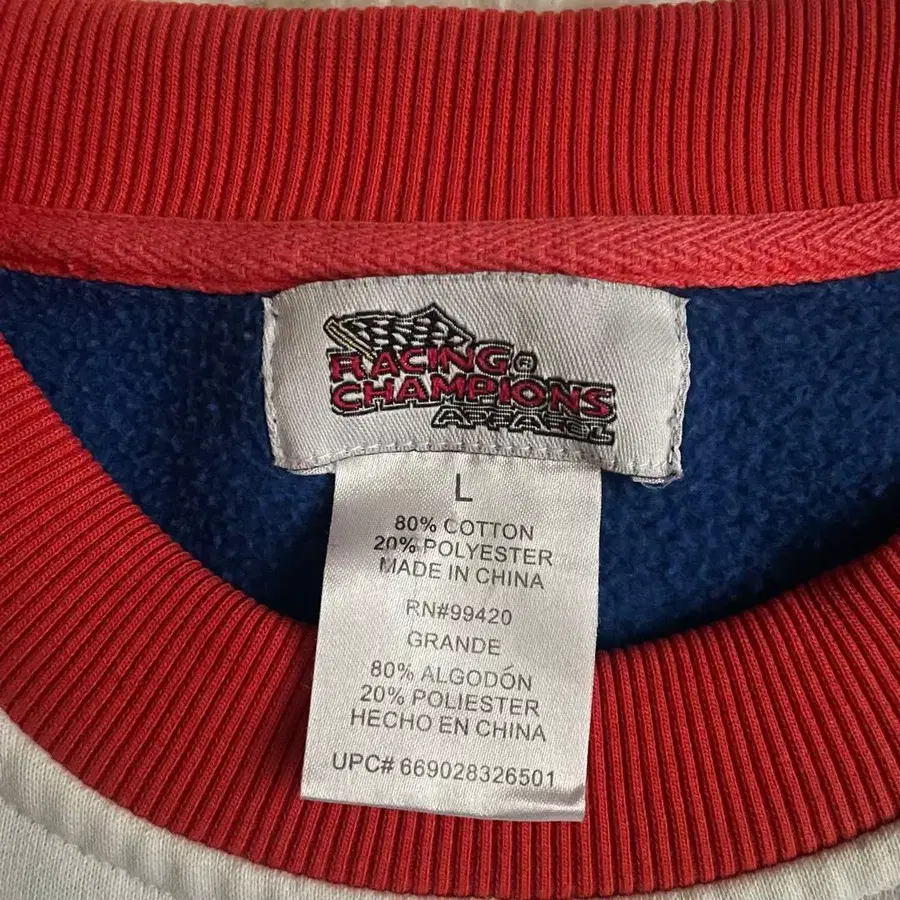 RACING®
CHAMPIONS
APPAREL
L
80% COTTON
20% POLYESTER
MADE IN CHINA
RN#99420
GRANDE
80% ALGODÓN
20% POLIESTER
HECHO EN CHINA
UPC# 669028326501